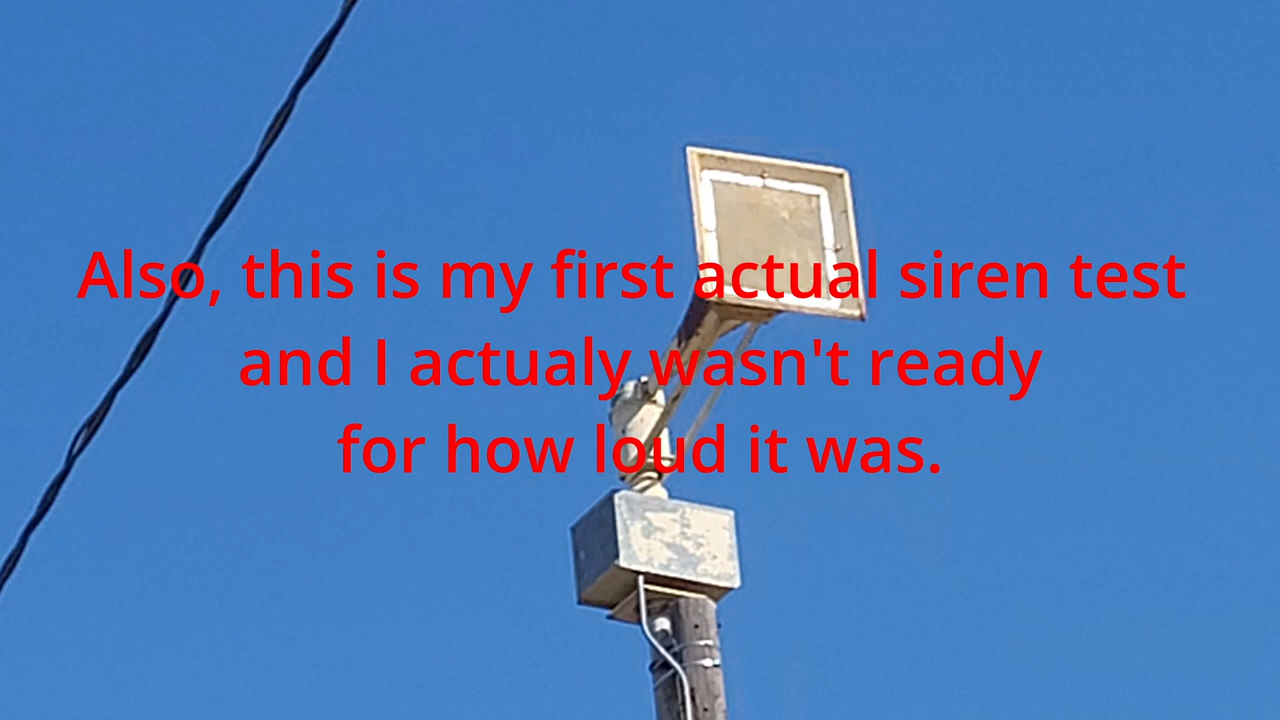 Also, this is my first actual siren test
and I actualy wasn't ready
for how loud it was.